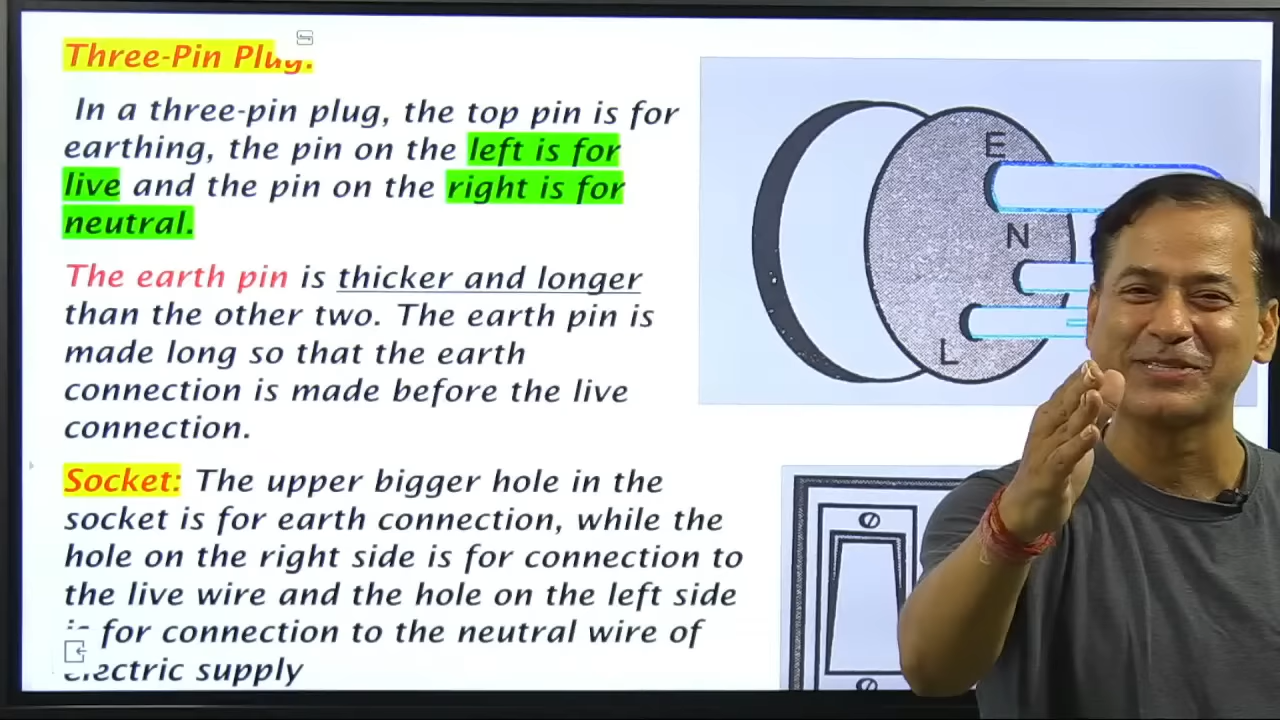 Three-Pin Plug:
In a three-pin plug, the top pin is for
earthing, the pin on the left is for
live and the pin on the right is for
neutral.
The earth pin is thicker and longer
than the other two. The earth pin is
made long so that the earth
connection is made before the live
connection.
Socket: The upper bigger hole in the
socket is for earth connection, while the
hole on the right side is for connection to
the live wire and the hole on the left side
is for connection to the neutral wire of
electric supply
E
N
L